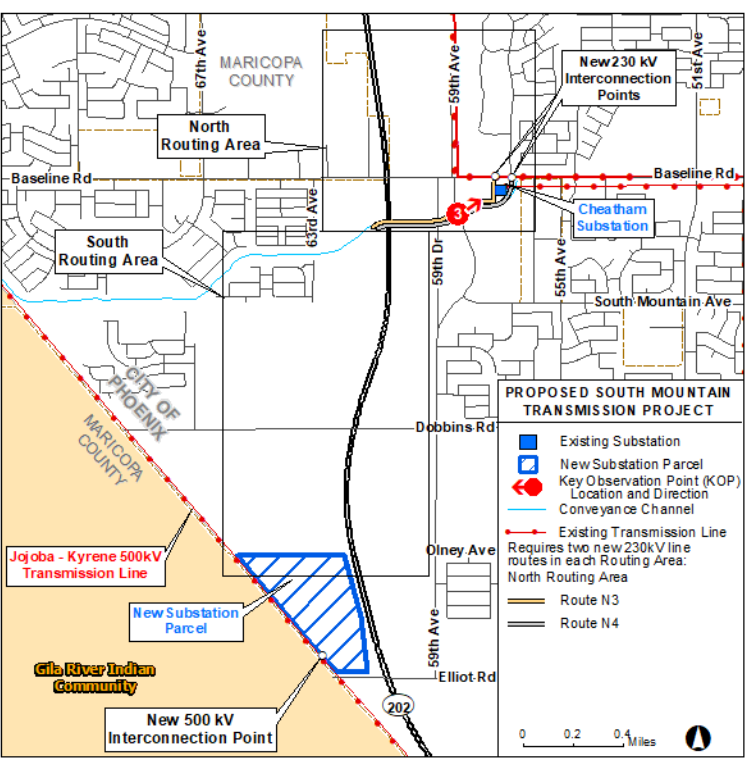 67th Ave
MARICOPA
COUNTY
59th Ave
51st Ave
New 230 kV
Interconnection
Points
North
Routing Area
Baseline Rd
Baseline Rd
3
Cheatham
Substation
63rd Ave
South
Routing Area
59th Dr
55th Ave
South Mountain Ave
CITY OF
PHOENIX
MARICOPA
COUNTY
Dobbins Rd
PROPOSED SOUTH MOUNTAIN
TRANSMISSION PROJECT
Existing Substation
New Substation Parcel
Key Observation Point (KOP)
Location and Direction
Conveyance Channel
Existing Transmission Line
Requires two new 230kV line
routes in each Routing Area:
North Routing Area
Route N3
Route N4
0 0.2 0.4
Miles
Jojoba - Kyrene 500kV
Transmission Line
Olney Ave
New Substation
Parcel
59th Ave
Gila River Indian
Community
Elliot Rd
202
New 500 kV
Interconnection Point